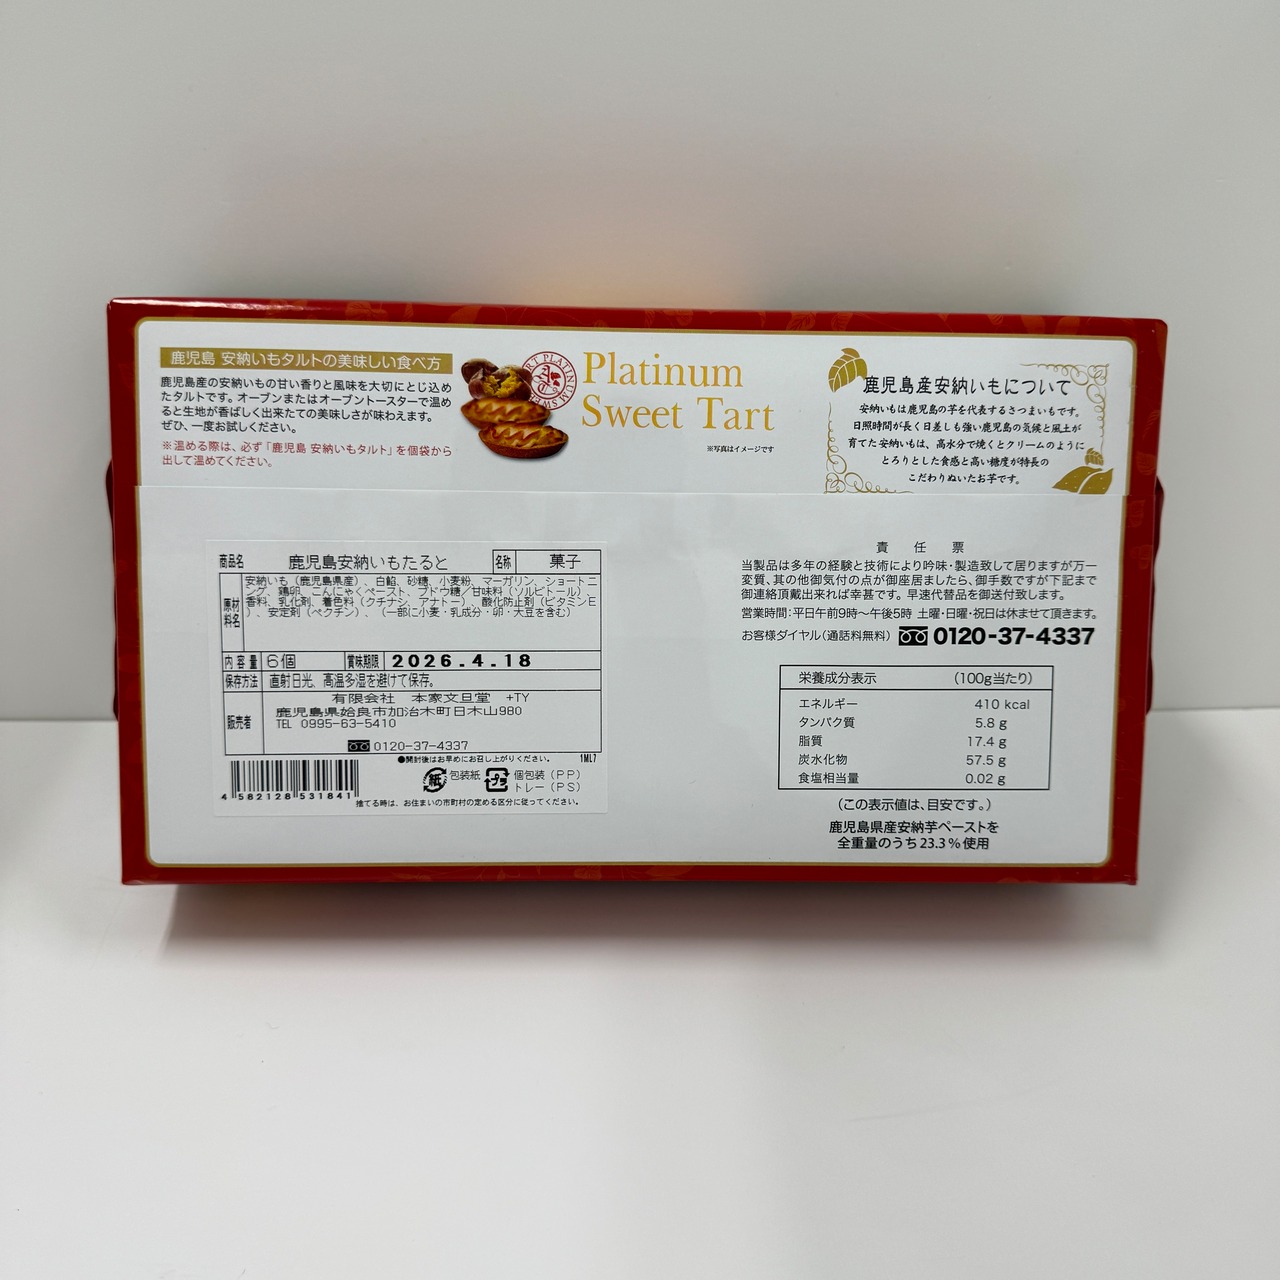 鹿児島 安納いもタルトの美味しい食べ方
鹿児島産の安納いもの甘い香りと風味を大切にとじ込め
たタルトです。オーブンまたはオーブントースターで温め
ると生地が香ばしく出来たての美味しさが味わえます。
ぜひ、一度お試しください。
※温める際は、必ず「鹿児島 安納いもタルト」を個袋から
出して温めてください。
Platinum
Sweet Tart
※写真はイメージです
鹿児島産安納いもについて
安納いもは鹿児島の芋を代表するさつまいもです。
日照時間が長く日差しも強い鹿児島の気候と風土が
育てた安納いもは、高水分で焼くとクリームのように
とろりとした食感と高い糖度が特長の
こだわりぬいたお芋です。
商品名 鹿児島安納いもたると 名称 菓子
原材料名
安納いも（鹿児島県産）、白餡、砂糖、小麦粉、マーガリン、ショートニ
ング、鶏卵、こんにゃくペースト、ブドウ糖／甘味料（ソルビトール）、
香料、乳化剤、着色料（クチナシ、アナトー）、酸化防止剤（ビタミンE
）、安定剤（ペクチン）、（一部に小麦・乳成分・卵・大豆を含む）
内容量 6個 賞味期限 2026.4.18
保存方法 直射日光、高温多湿を避けて保存。
販売者 有限会社 本家文旦堂 +TY
鹿児島県姶良市加治木町日木山980
TEL 0995-63-5410
0120-37-4337
●開封後はお早めにお召し上がりください。 1ML7
4 582128 531841
紙 包装紙 プラ 個包装（PP）
トレー（PS）
捨てる時は、お住まいの市町村の定める区分に従ってください。
責任票
当製品は多年の経験と技術により吟味・製造致して居りますが万一
変質、其の他御気付の点が御座居ましたら、御手数ですが下記まで
御連絡頂戴出来れば幸甚です。早速代替品を御送付致します。
営業時間：平日午前9時〜午後5時 土曜・日曜・祝日は休ませて頂きます。
お客様ダイヤル（通話料無料） 0120-37-4337
栄養成分表示 （100g当たり）
エネルギー 410 kcal
タンパク質 5.8 g
脂質 17.4 g
炭水化物 57.5 g
食塩相当量 0.02 g
（この表示値は、目安です。）
鹿児島県産安納芋ペーストを
全重量のうち23.3％使用